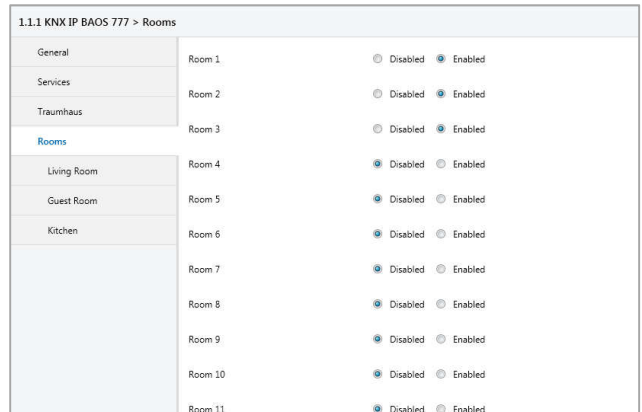 1.1.1 KNX IP BAOS 777 > Rooms
General
Services
Traumhaus
Rooms
Living Room
Guest Room
Kitchen
Room 1 Disabled Enabled
Room 2 Disabled Enabled
Room 3 Disabled Enabled
Room 4 Disabled Enabled
Room 5 Disabled Enabled
Room 6 Disabled Enabled
Room 7 Disabled Enabled
Room 8 Disabled Enabled
Room 9 Disabled Enabled
Room 10 Disabled Enabled
Room 11 Disabled Enabled